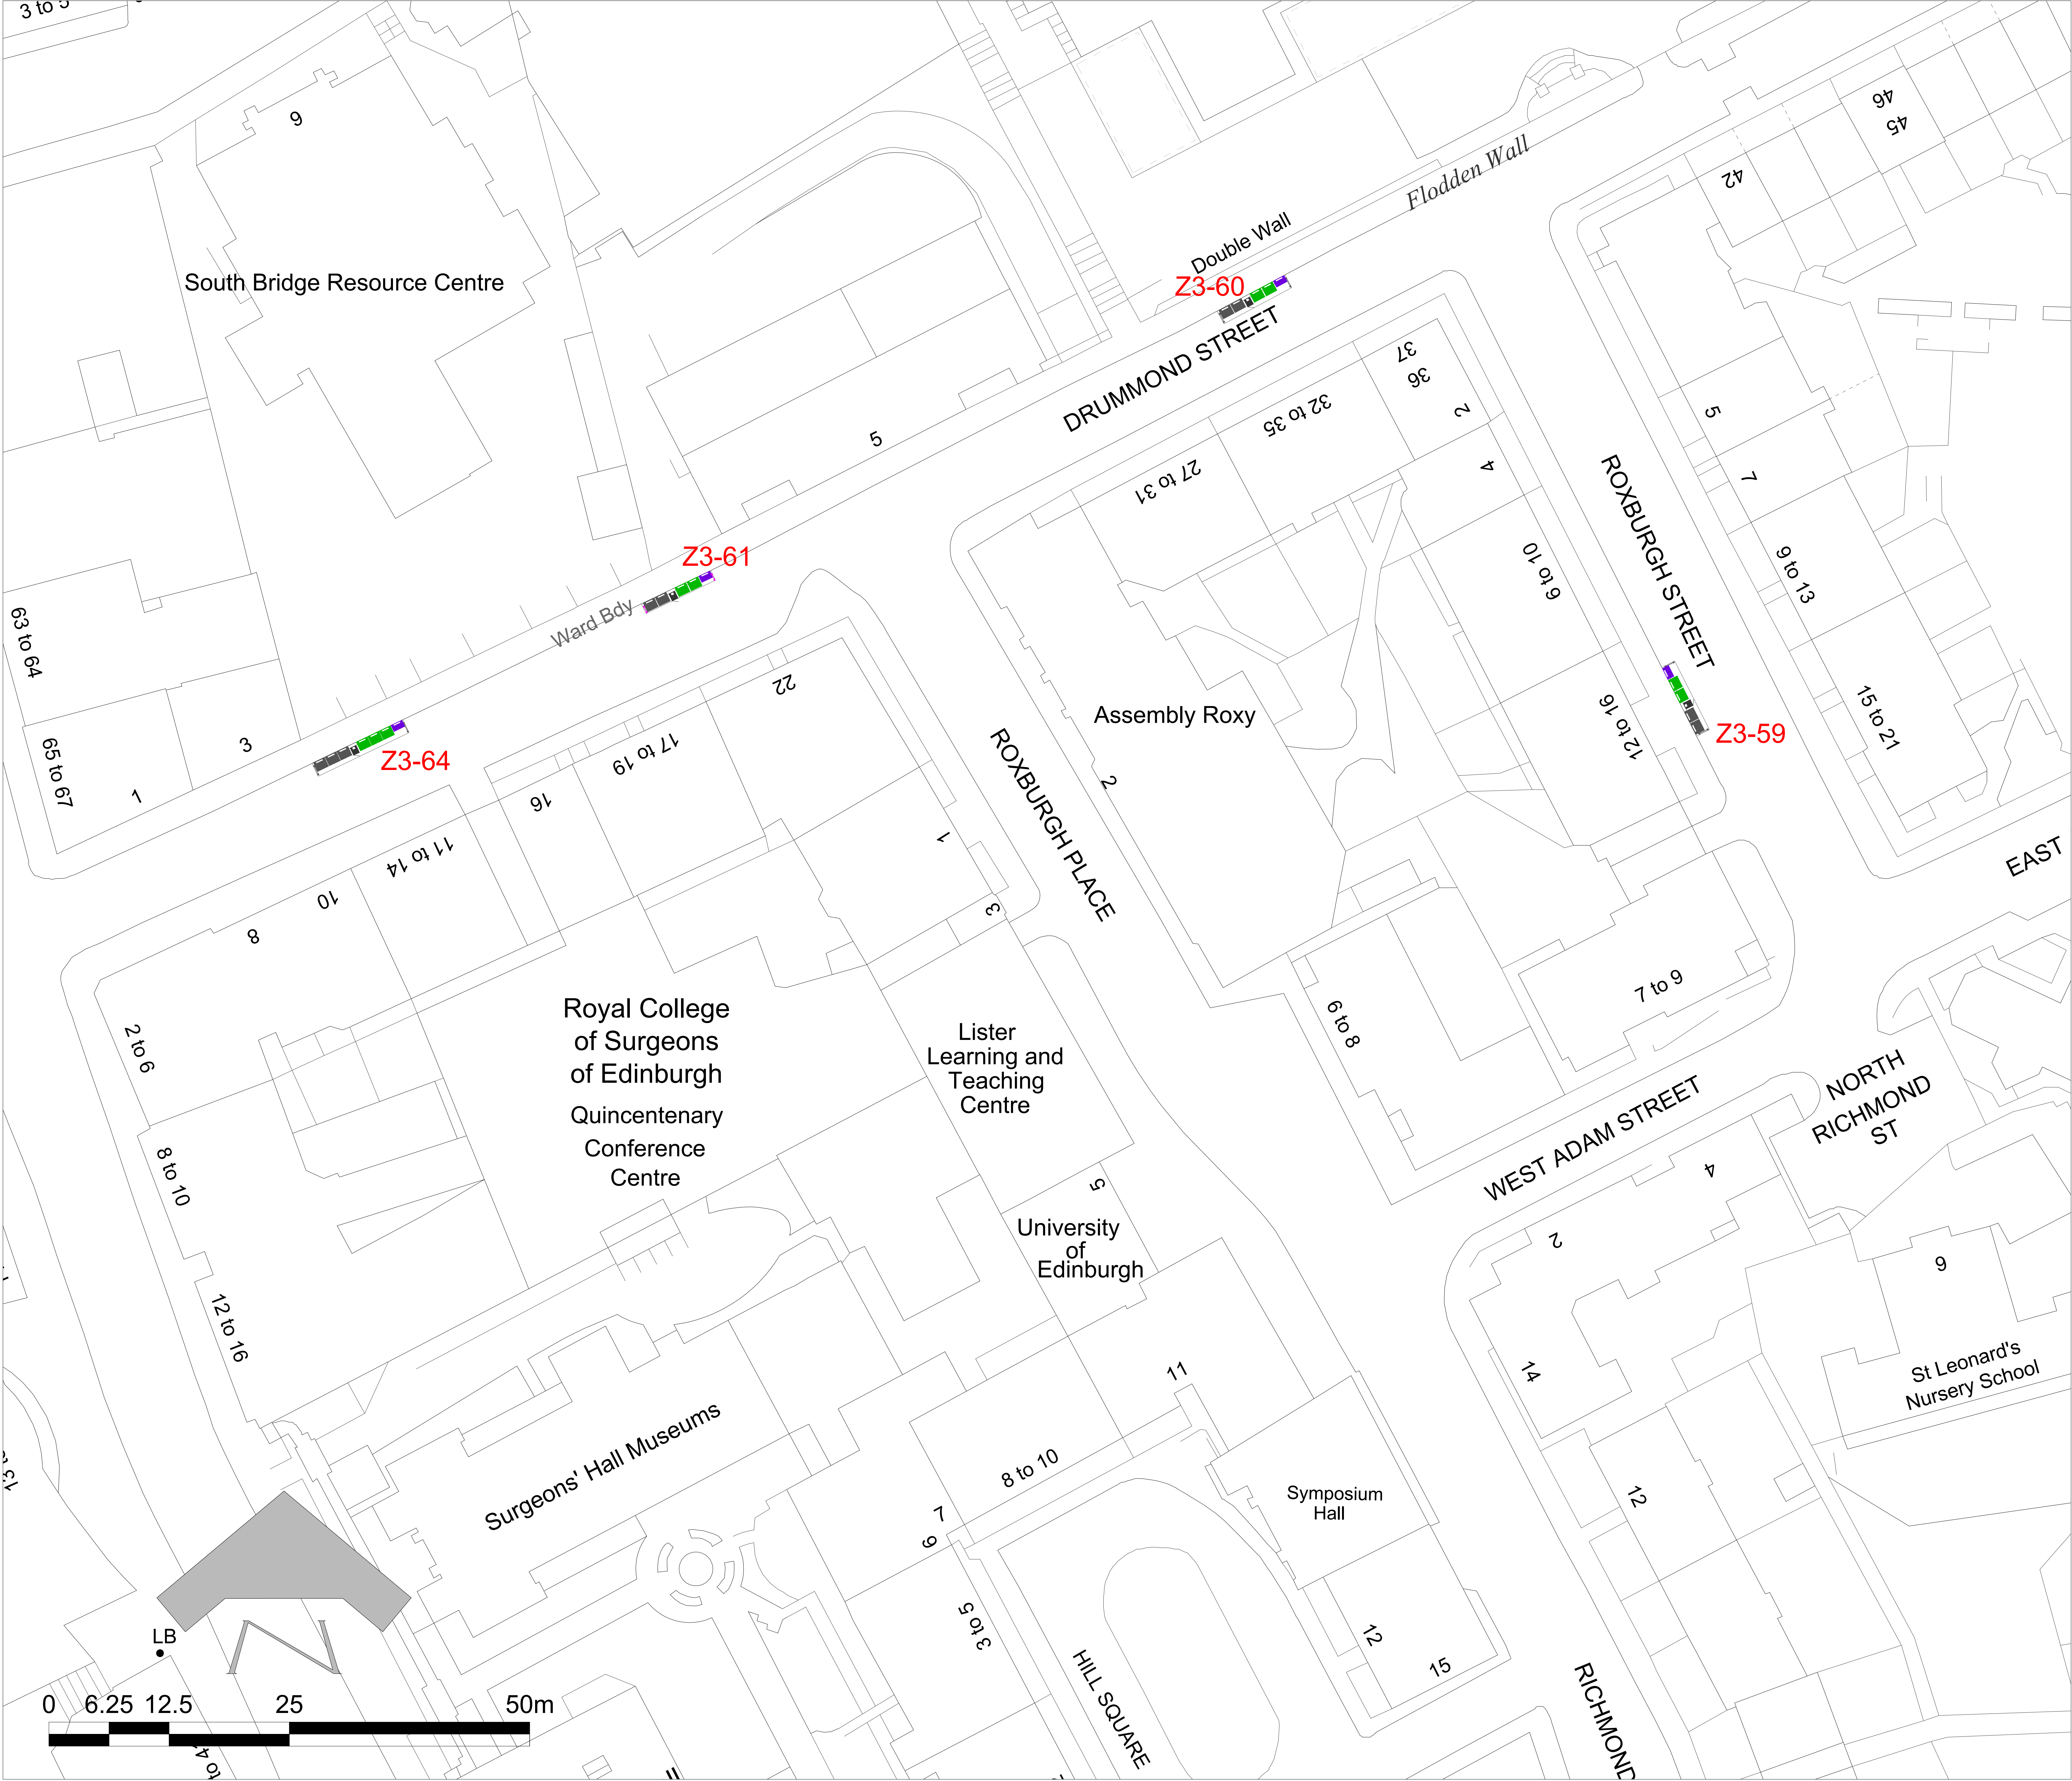 3 to 5
6
South Bridge Resource Centre
Flodden Wall
Double Wall
46
45
42
Z3-60
DRUMMOND STREET
37
36
2
32 to 35
27 to 31
4
5
5
7
ROXBURGH STREET
9 to 13
6 to 10
15 to 21
12 to 16
Z3-59
Z3-61
Ward Bdy
63 to 64
65 to 67
3
1
Z3-64
22
17 to 19
16
11 to 14
10
8
1
3
2 to 6
8 to 10
12 to 16
Assembly Roxy
2
ROXBURGH PLACE
EAST
7 to 9
6 to 8
Royal College
of Surgeons
of Edinburgh
Quincentenary
Conference
Centre
Lister
Learning and
Teaching
Centre
5
University
of
Edinburgh
WEST ADAM STREET
NORTH
RICHMOND
ST
4
2
14
12
9
St Leonard's
Nursery School
Surgeons' Hall Museums
11
8 to 10
7
6
3 to 5
Symposium
Hall
12
15
HILL SQUARE
RICHMOND
N
LB
0 6.25 12.5 25 50m